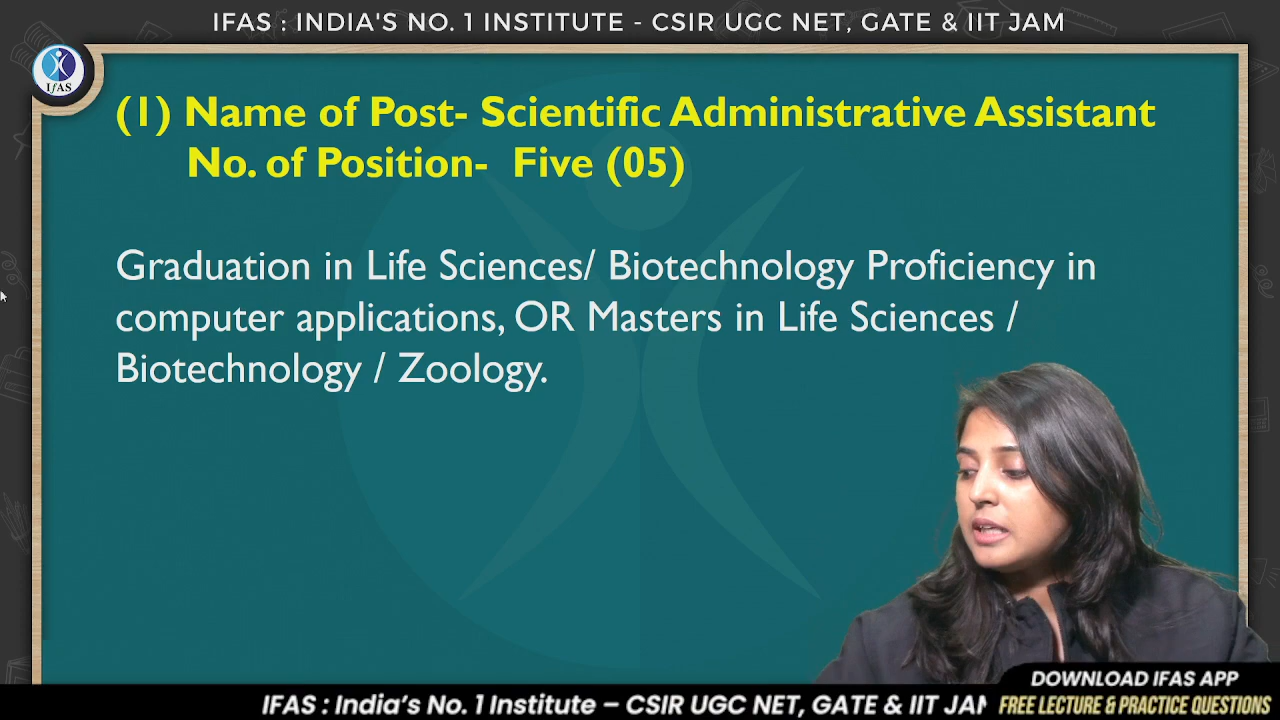 IFAS : INDIA'S NO. 1 INSTITUTE - CSIR UGC NET, GATE & IIT JAM
IfAS
(1) Name of Post- Scientific Administrative Assistant
No. of Position- Five (05)
Graduation in Life Sciences/ Biotechnology Proficiency in
computer applications, OR Masters in Life Sciences /
Biotechnology / Zoology.
DOWNLOAD IFAS APP
IFAS : India's No. 1 Institute – CSIR UGC NET, GATE & IIT JAM
FREE LECTURE & PRACTICE QUESTIONS